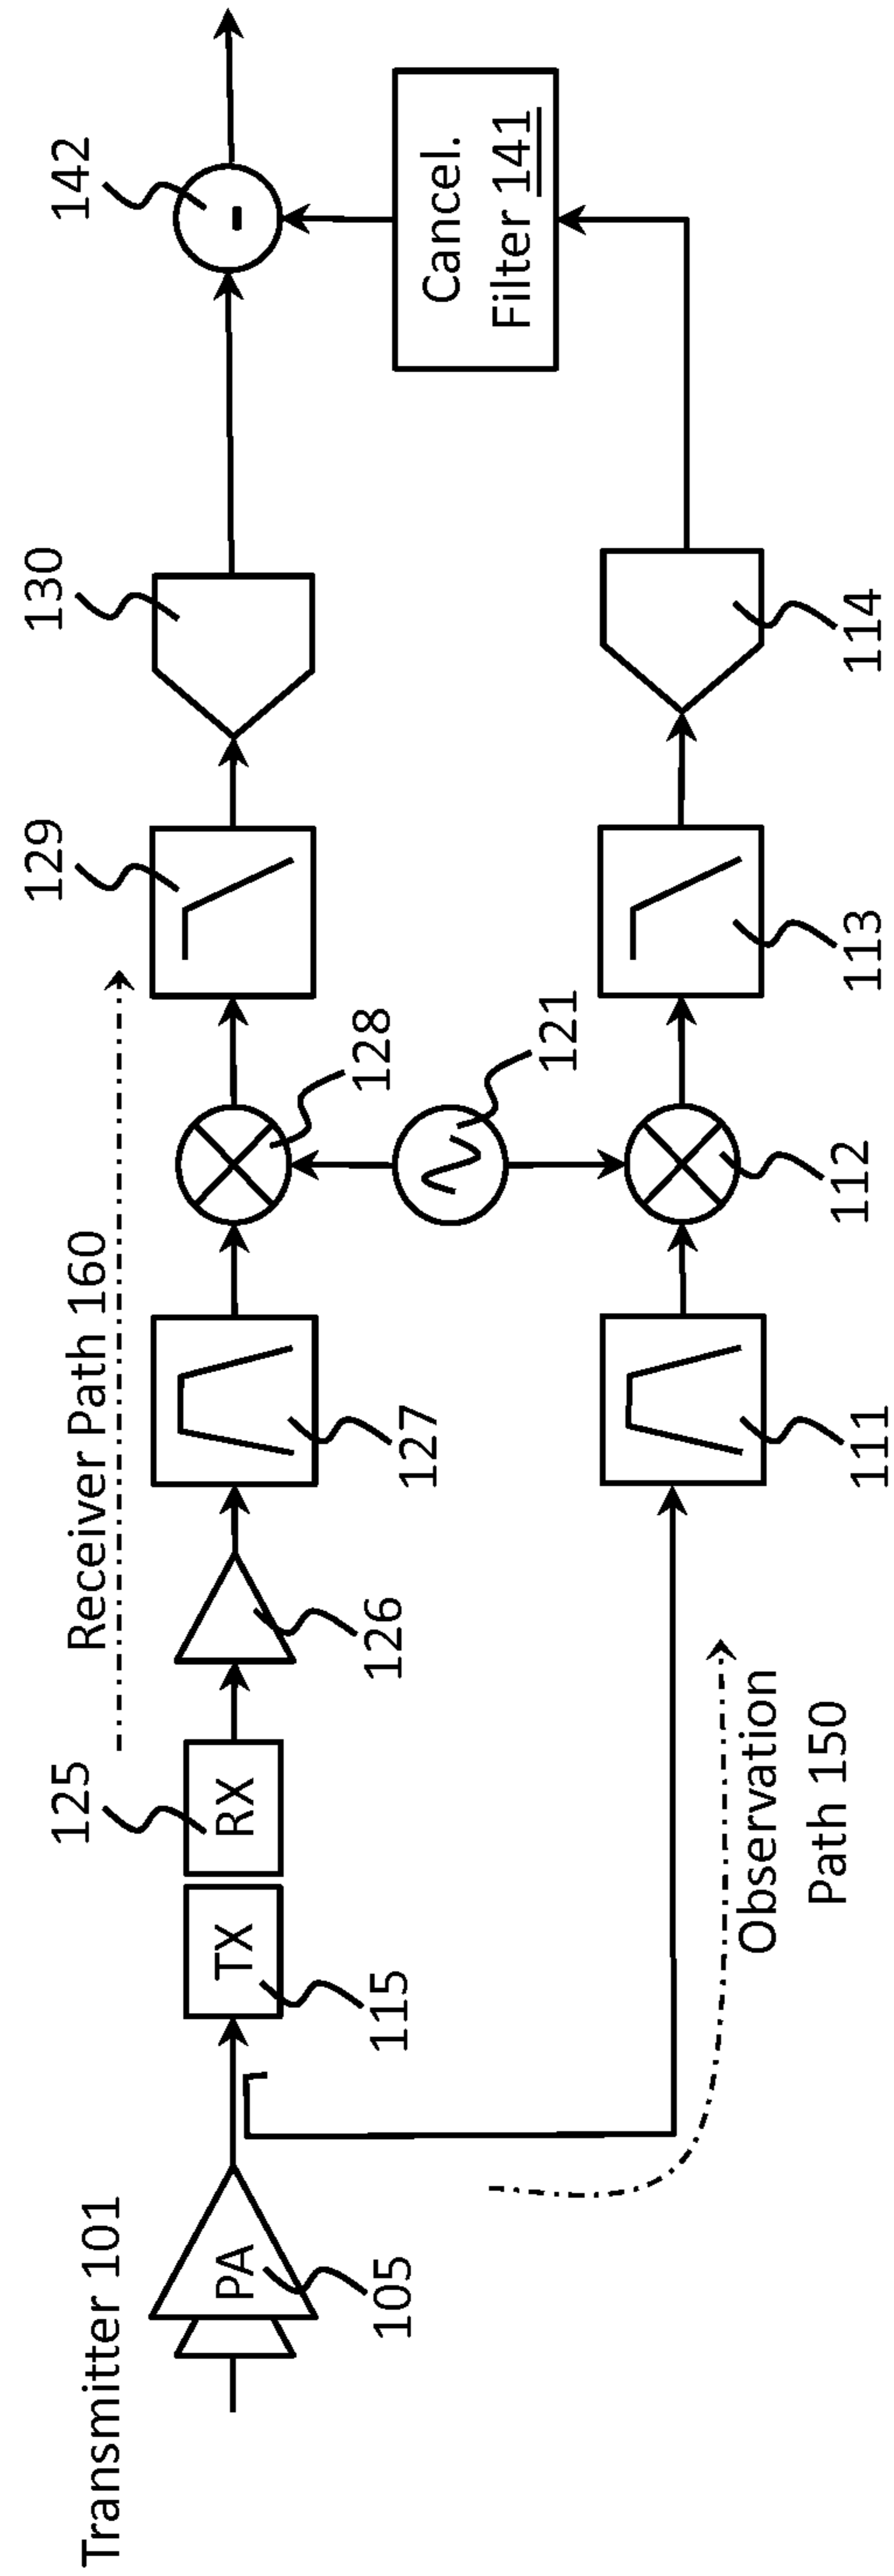 Transmitter 101
PA
105
TX
115
RX
125
126
Receiver Path 160
127
128
129
130
142
Cancel.
Filter 141
121
Observation
Path 150
111
112
113
114